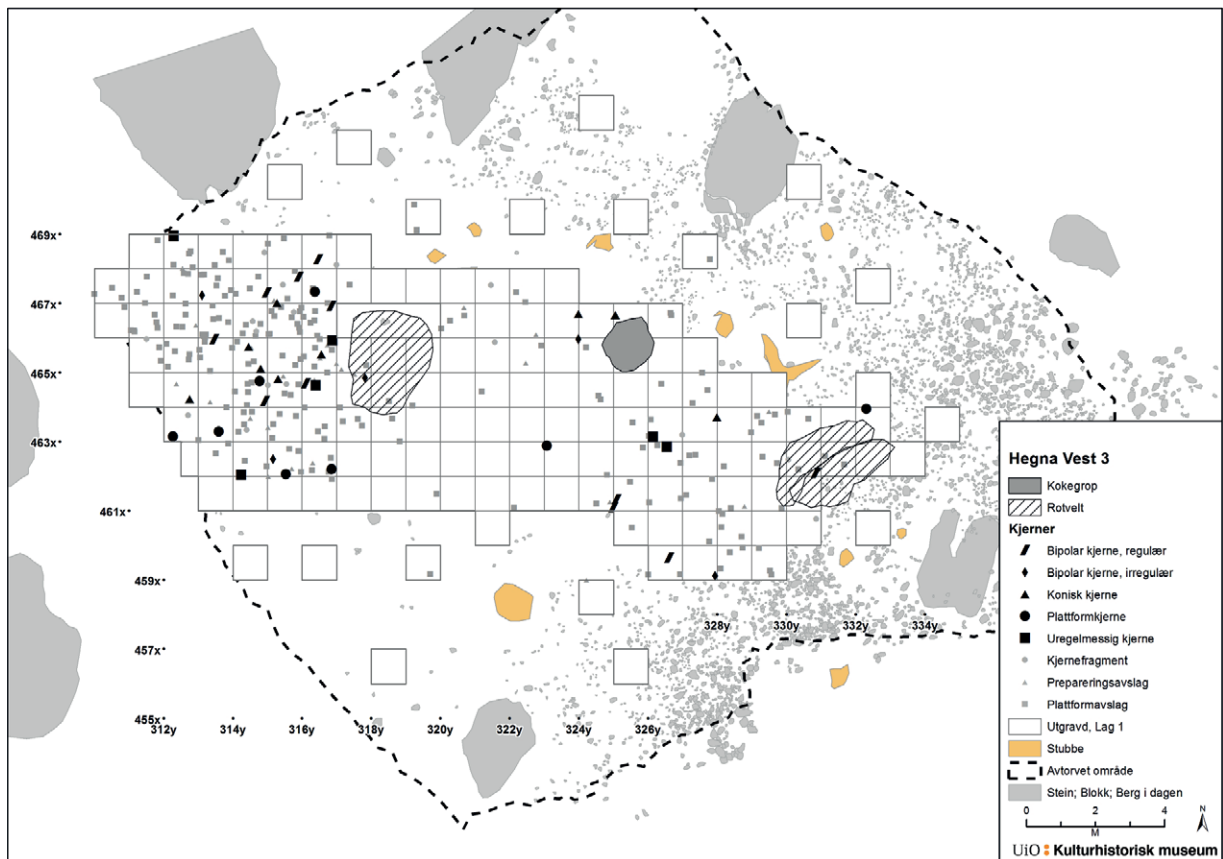 469x
467x
465x
463x
461x
459x
457x
455x
312y 314y 316y 318y 320y 322y 324y 326y
328y 330y 332y 334y
Hegna Vest 3
Kokegrop
Rotvelt
Kjerner
Bipolar kjerne, regulær
Bipolar kjerne, irregulær
Konisk kjerne
Plattformkjerne
Uregelmessig kjerne
Kjernefragment
Prepareringsavslag
Plattformavslag
Utgravd, Lag 1
Stubbe
Avtorvet område
Stein; Blokk; Berg i dagen
0 2 4
M
N
UiO Kulturhistorisk museum